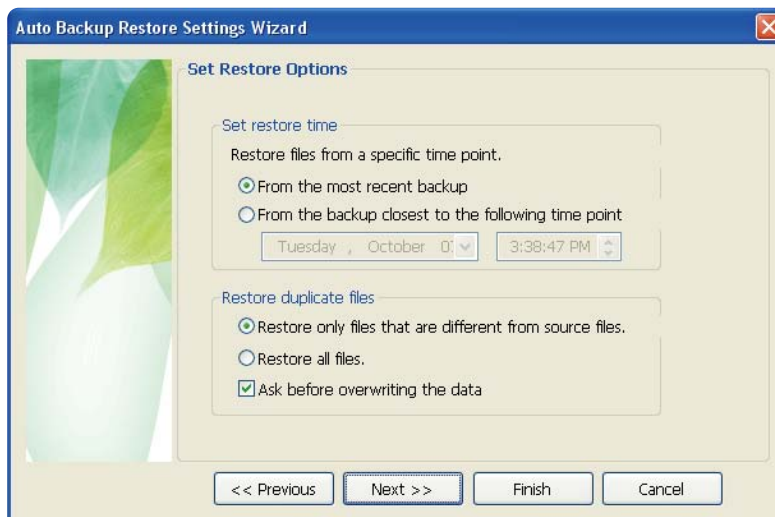 Auto Backup Restore Settings Wizard
Set Restore Options
Set restore time
Restore files from a specific time point.
From the most recent backup
From the backup closest to the following time point
Tuesday , October 3:38:47 PM
Restore duplicate files
Restore only files that are different from source files.
Restore all files.
Ask before overwriting the data
<< Previous Next >> Finish Cancel